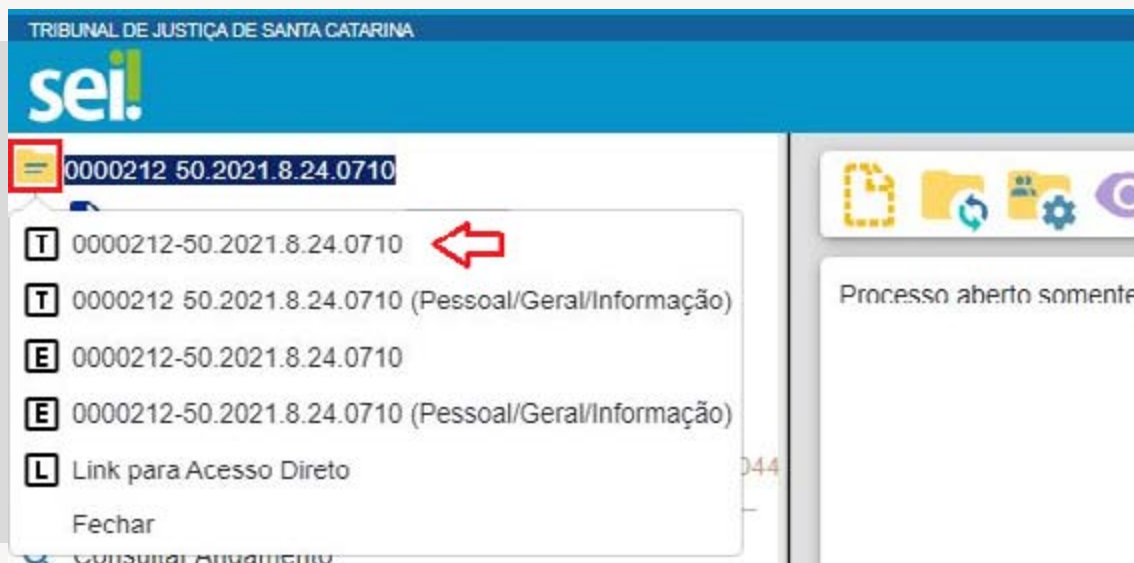 TRIBUNAL DE JUSTIÇA DE SANTA CATARINA
sei!
0000212 50.2021.8.24.0710
T 0000212-50.2021.8.24.0710
T 0000212 50.2021.8.24.0710 (Pessoal/Geral/Informação)
E 0000212-50.2021.8.24.0710
E 0000212-50.2021.8.24.0710 (Pessoal/Geral/Informação)
L Link para Acesso Direto
044
Fechar
Consultar Andamento
Processo aberto somente